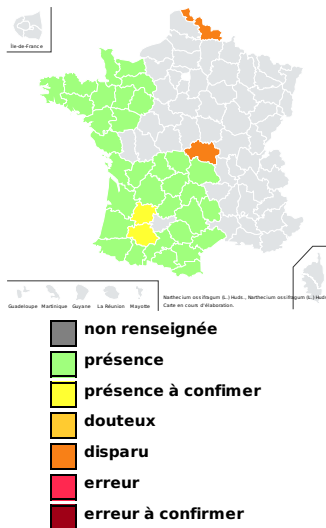 Île-de-France
Guadeloupe Martinique Guyane La Réunion Mayotte
Narthecium ossifragum (L.) Huds., Narthecium ossifragum (L.) Huds
Carte en cours d'élaboration.
non renseignée
présence
présence à confimer
douteux
disparu
erreur
erreur à confirmer